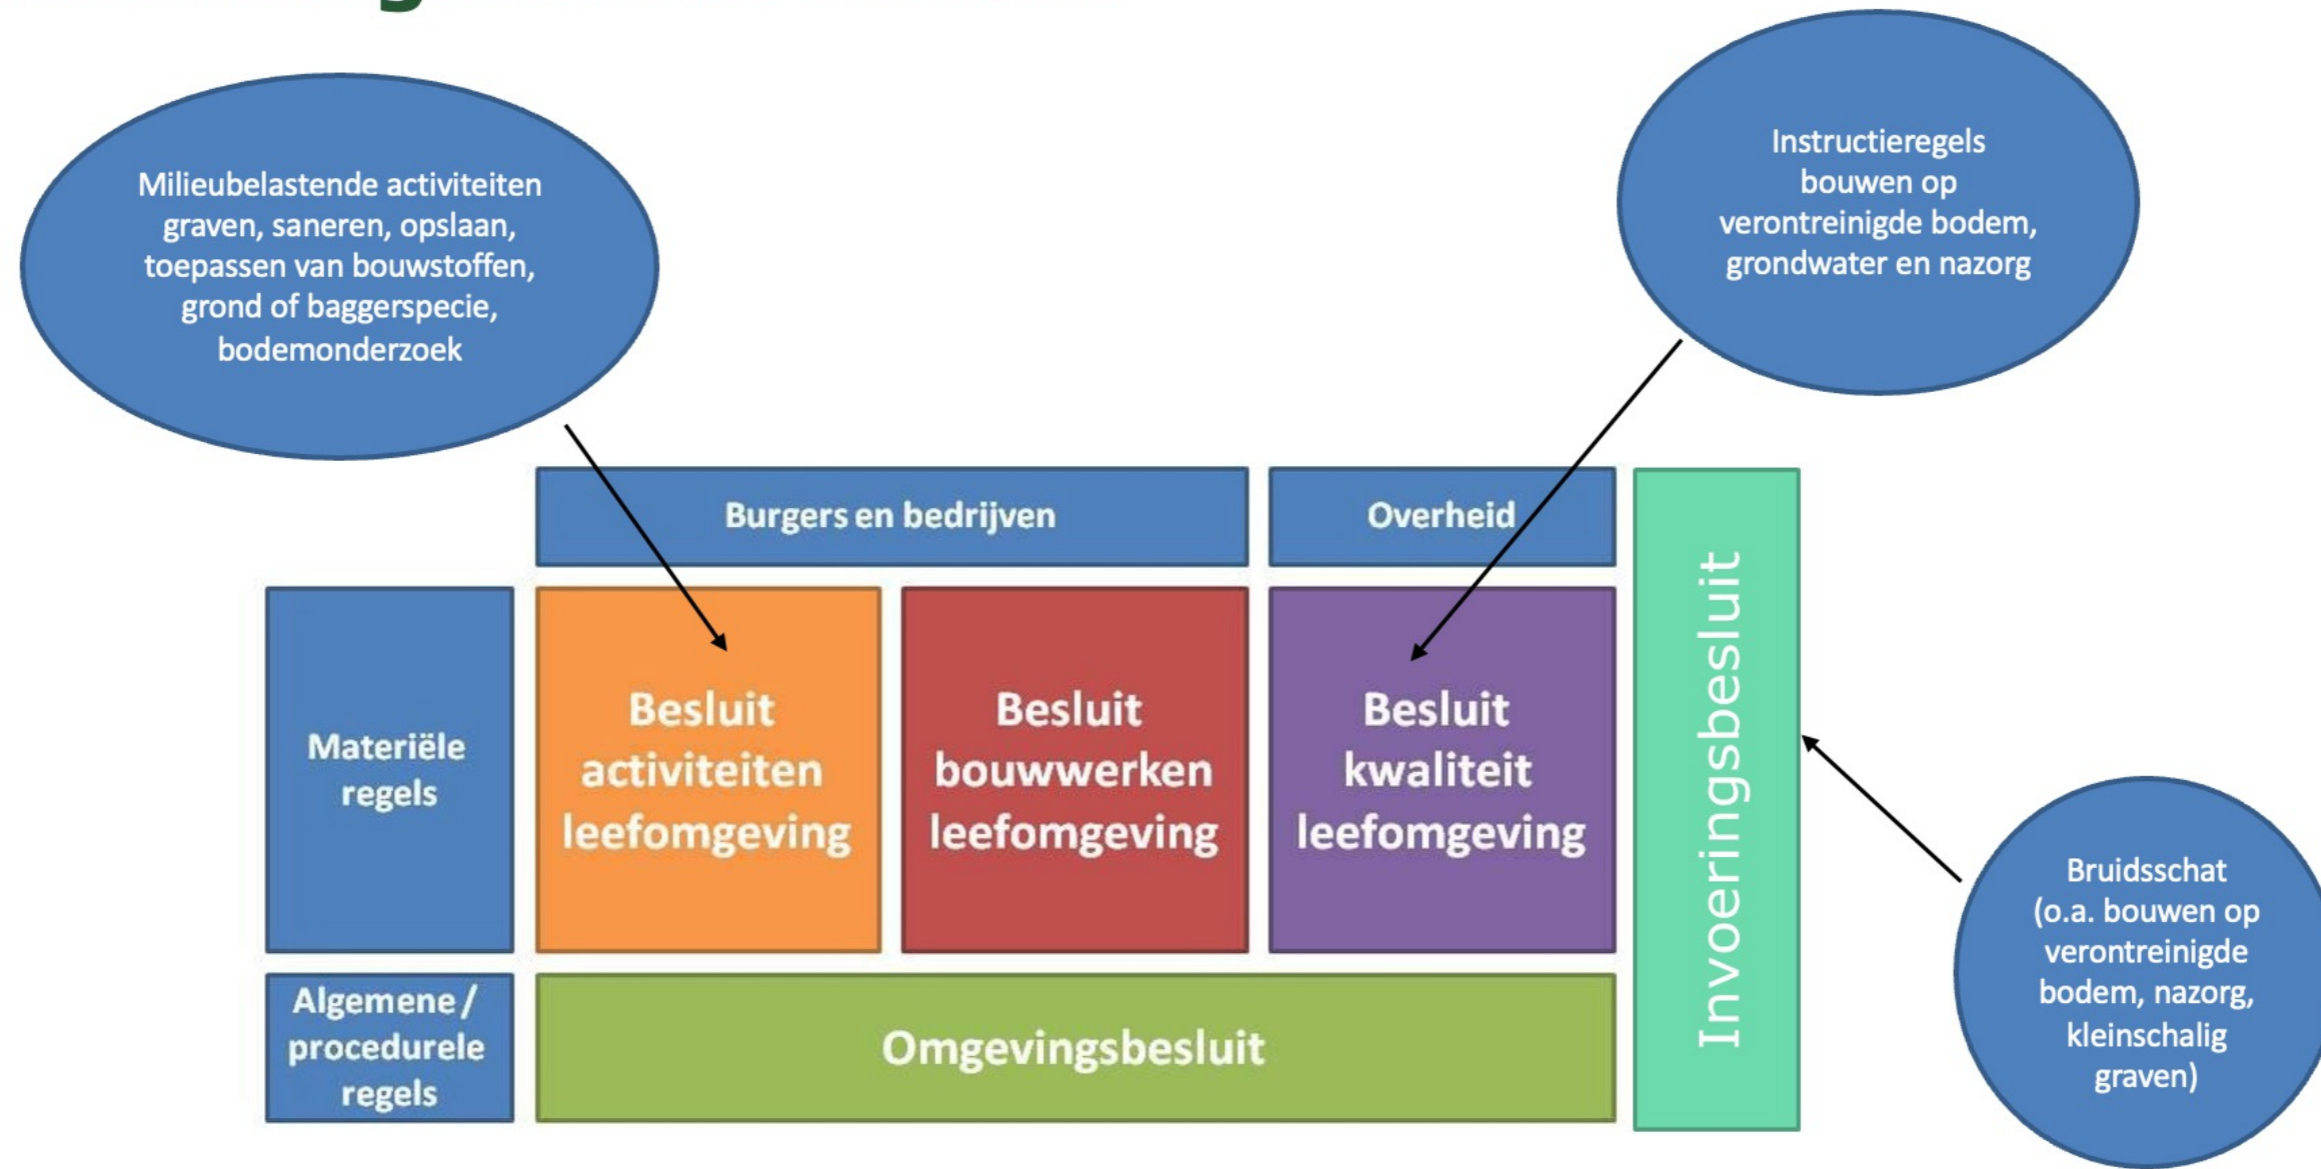 Milieubelastende activiteiten
graven, saneren, opslaan,
toepassen van bouwstoffen,
grond of baggerspecie,
bodemonderzoek
Instructieregels
bouwen op
verontreinigde bodem,
grondwater en nazorg
Burgers en bedrijven
Overheid
Materiële
regels
Besluit
activiteiten
leefomgeving
Besluit
bouwwerken
leefomgeving
Besluit
kwaliteit
leefomgeving
Invoeringsbesluit
Algemene /
procedurele
regels
Omgevingsbesluit
Bruidsschat
(o.a. bouwen op
verontreinigde
bodem, nazorg,
kleinschalig
graven)